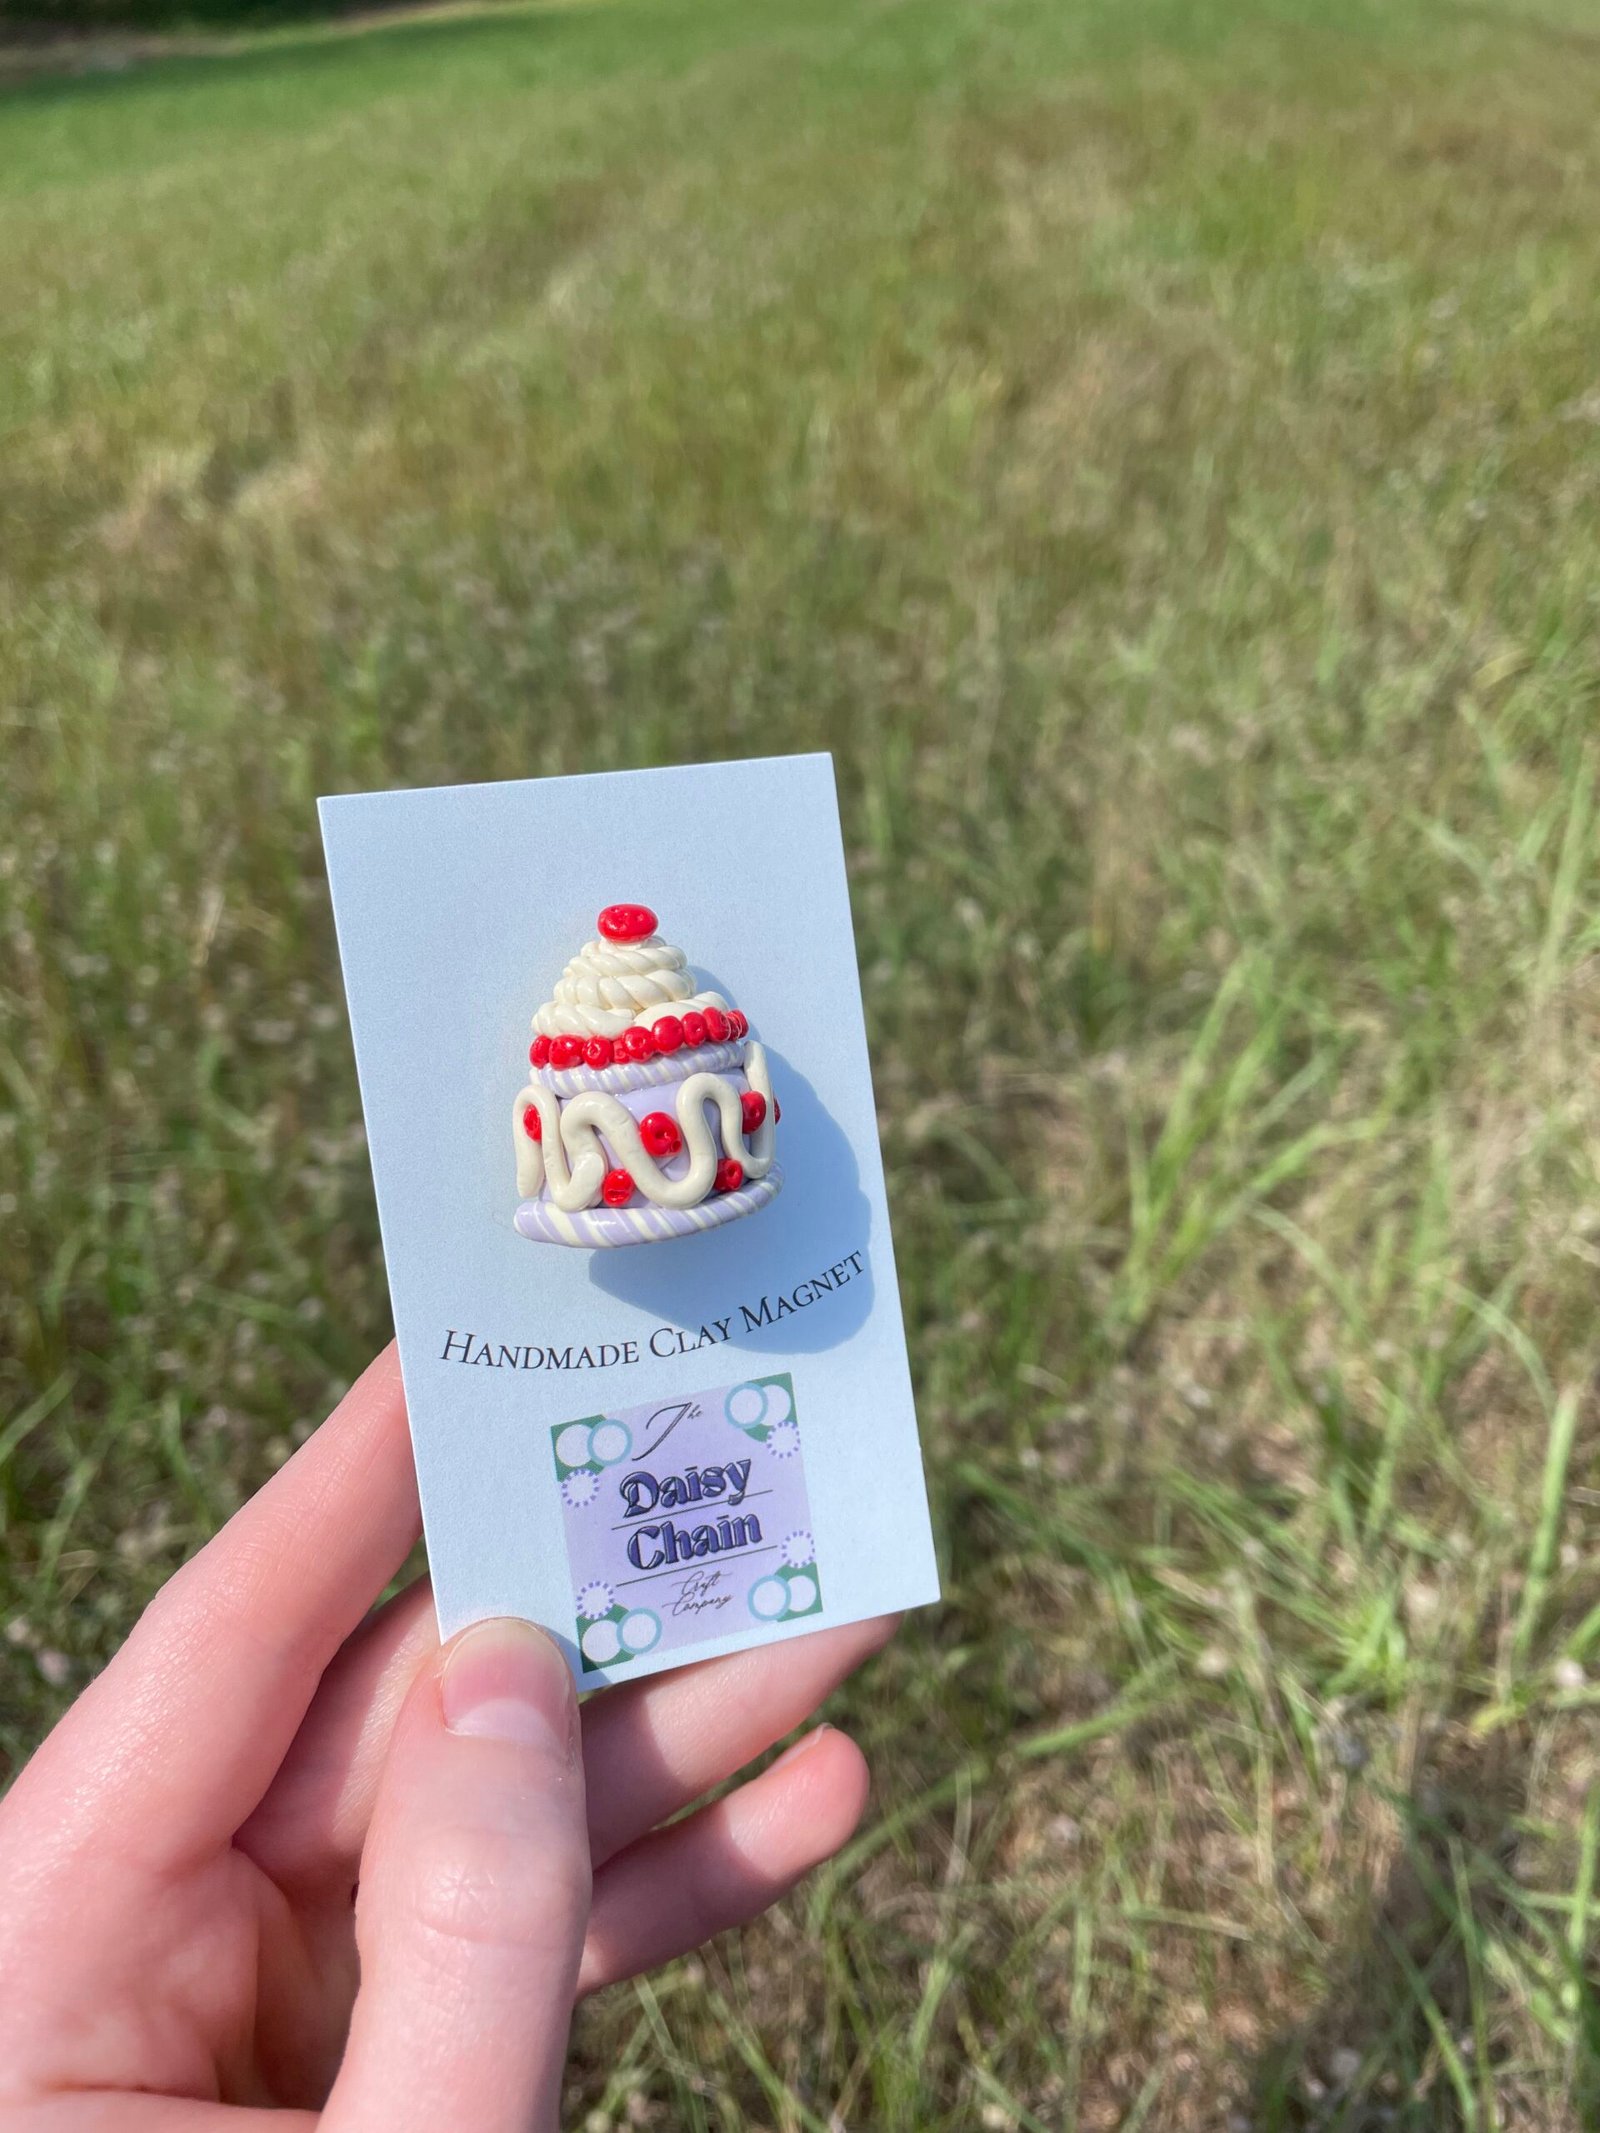 HANDMADE CLAY MAGNET
The
Daisy
Chain
Craft
Company